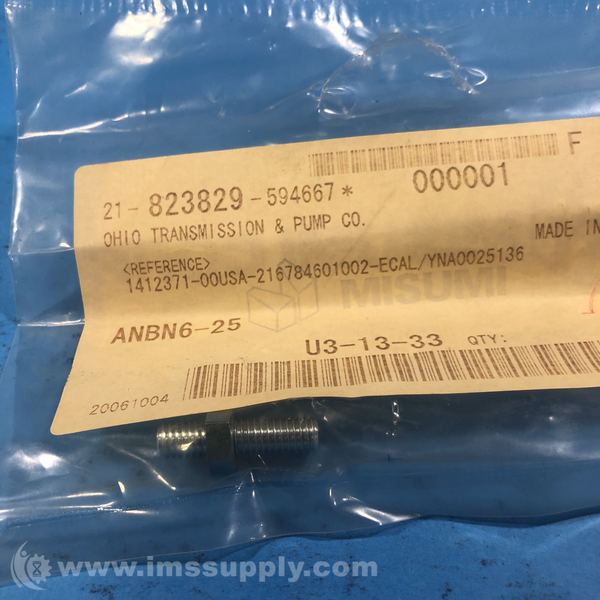 F
21-823829-594667* 000001
OHIO TRANSMISSION & PUMP CO. MADE IN
<REFERENCE>
1412371-00USA-216784601002-ECAL/YNA0025136
MISUMI
ANBN6-25
U3-13-33 QTY:
20061004
IMS
© www.imssupply.com